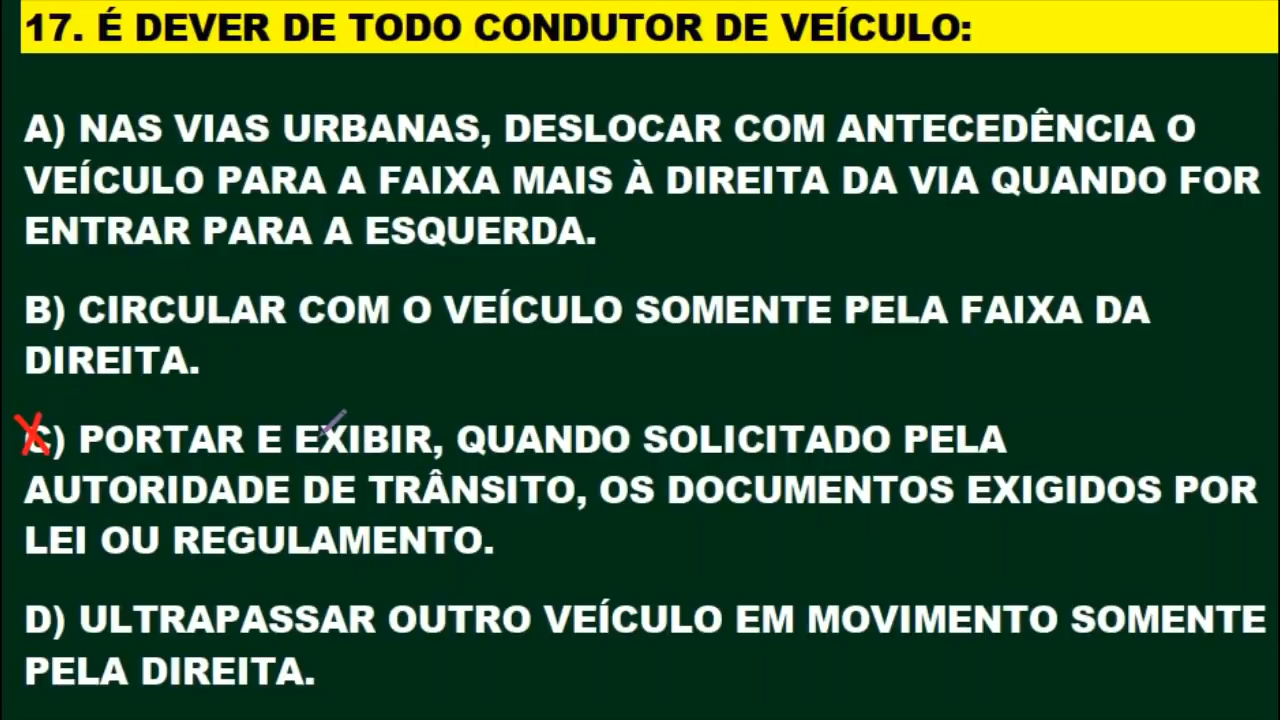 17. É DEVER DE TODO CONDUTOR DE VEÍCULO:
A) NAS VIAS URBANAS, DESLOCAR COM ANTECEDÊNCIA O
VEÍCULO PARA A FAIXA MAIS À DIREITA DA VIA QUANDO FOR
ENTRAR PARA A ESQUERDA.
B) CIRCULAR COM O VEÍCULO SOMENTE PELA FAIXA DA
DIREITA.
C) PORTAR E EXIBIR, QUANDO SOLICITADO PELA
AUTORIDADE DE TRÂNSITO, OS DOCUMENTOS EXIGIDOS POR
LEI OU REGULAMENTO.
D) ULTRAPASSAR OUTRO VEÍCULO EM MOVIMENTO SOMENTE
PELA DIREITA.